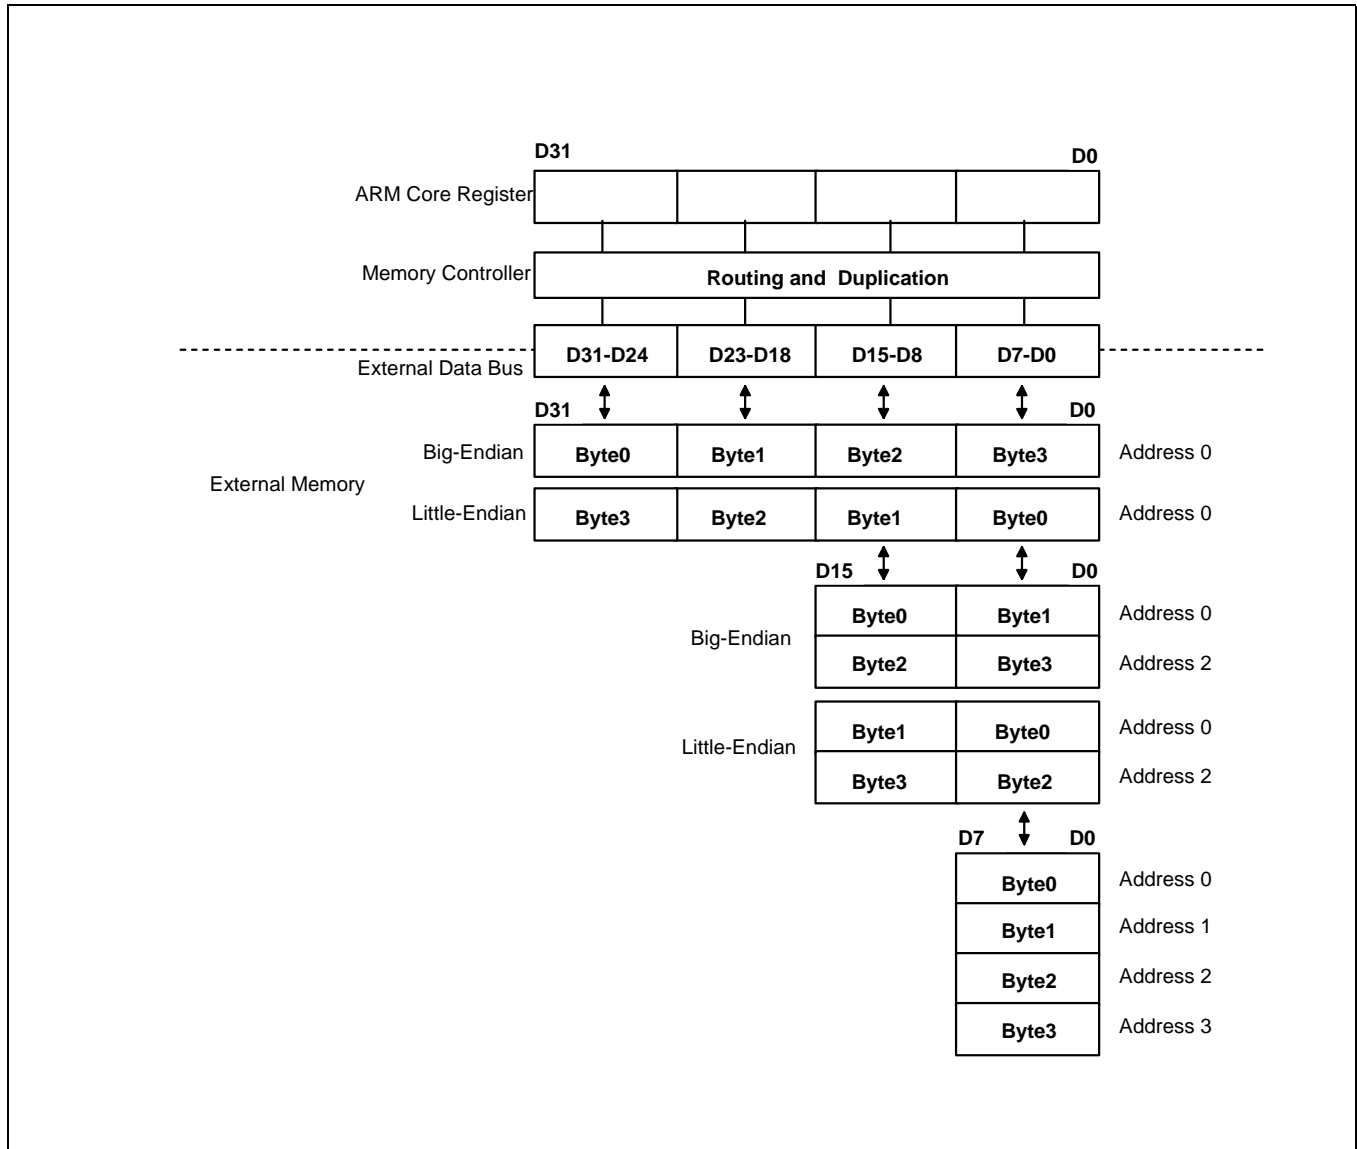 D31 D0
ARM Core Register
Memory Controller Routing and Duplication
D31-D24 D23-D18 D15-D8 D7-D0
External Data Bus
D31 D0
Big-Endian Byte0 Byte1 Byte2 Byte3 Address 0
External Memory
Little-Endian Byte3 Byte2 Byte1 Byte0 Address 0
D15 D0
Byte0 Byte1 Address 0
Big-Endian
Byte2 Byte3 Address 2
Byte1 Byte0 Address 0
Little-Endian
Byte3 Byte2 Address 2
D7 D0
Byte0 Address 0
Byte1 Address 1
Byte2 Address 2
Byte3 Address 3